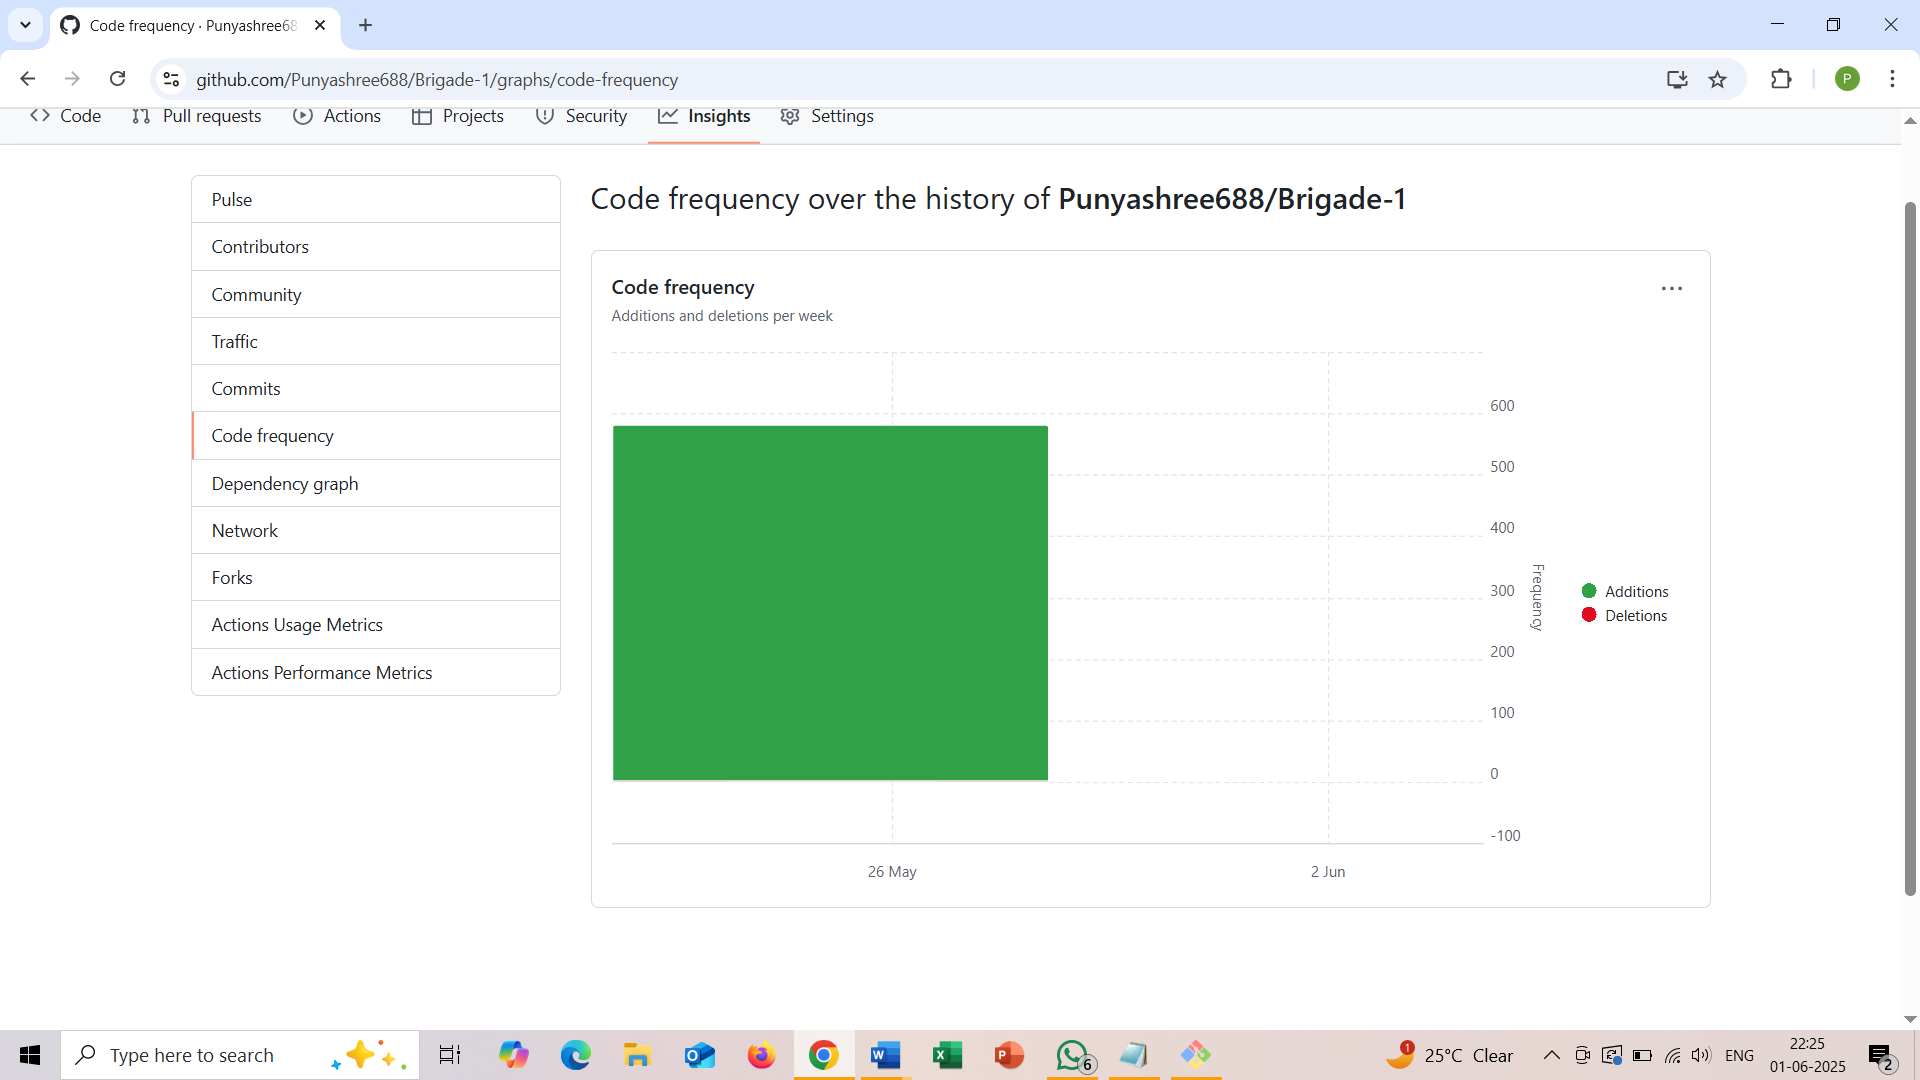 Code frequency · Punyashree68
github.com/Punyashree688/Brigade-1/graphs/code-frequency
P
Code
Pull requests
Actions
Projects
Security
Insights
Settings
Pulse
Contributors
Community
Traffic
Commits
Code frequency
Dependency graph
Network
Forks
Actions Usage Metrics
Actions Performance Metrics
Code frequency over the history of Punyashree688/Brigade-1
Code frequency
Additions and deletions per week
600
500
400
300
200
100
0
-100
Frequency
26 May
2 Jun
Additions
Deletions
Type here to search
6
1
25°C Clear
ENG
22:25
01-06-2025
2